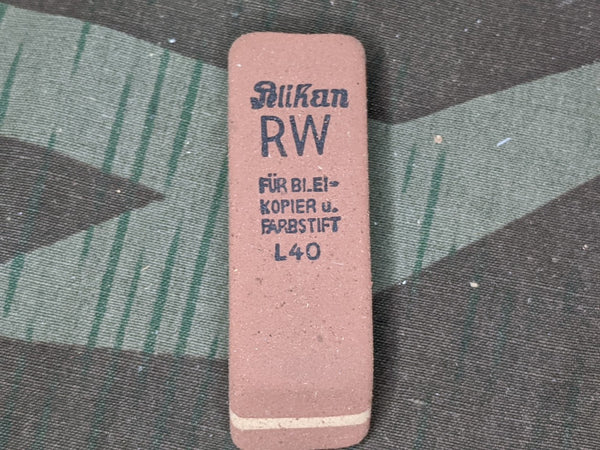 Pelikan
RW
FÜR BLEI-
KOPIER u.
FARBSTIFT
L40